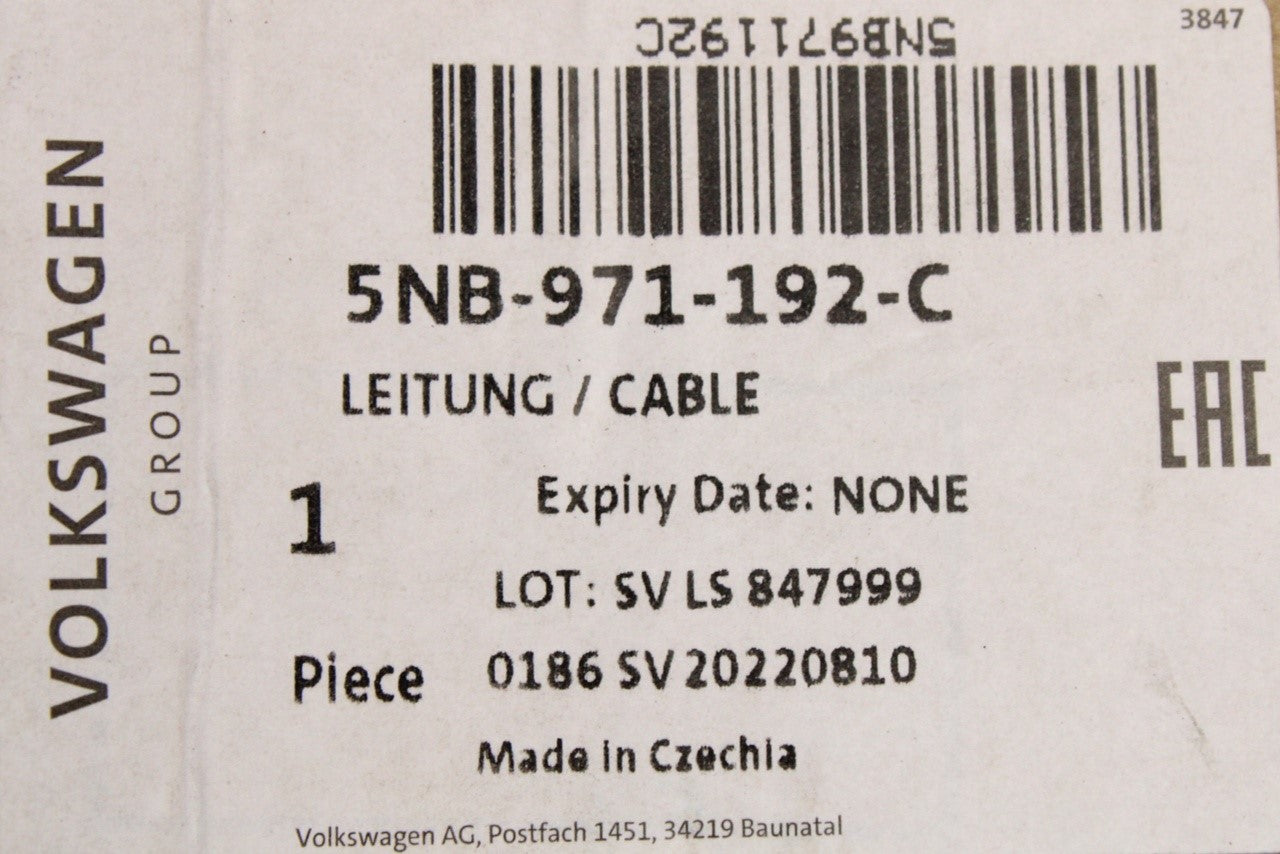 3847
5NB971192C
5NB-971-192-C
LEITUNG / CABLE
EAC
1
Expiry Date: NONE
LOT: SV LS 847999
Piece
0186 SV 20220810
Made in Czechia
Volkswagen AG, Postfach 1451, 34219 Baunatal
VOLKSWAGEN
GROUP